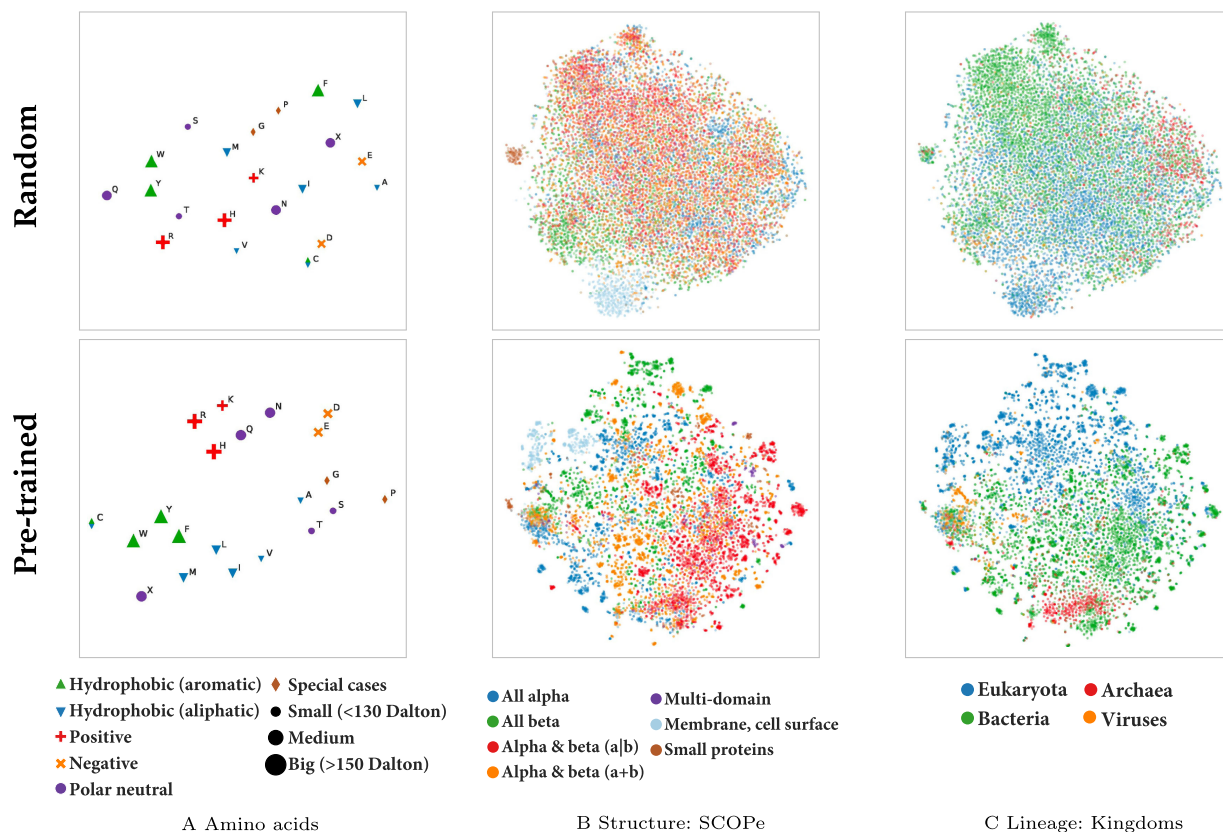 Random
F
L
P
S
G
X
M
W
E
K
A
Q
Y
I
N
T
H
R
D
V
C
Pre-trained
K
N
D
R
Q
E
H
G
A
P
S
C
Y
T
W
F
L
V
M
I
X
Hydrophobic (aromatic)
Special cases
Hydrophobic (aliphatic)
Small (<130 Dalton)
Positive
Medium
Negative
Big (>150 Dalton)
Polar neutral
All alpha
Multi-domain
All beta
Membrane, cell surface
Alpha & beta (a|b)
Small proteins
Alpha & beta (a+b)
Eukaryota
Archaea
Bacteria
Viruses
A Amino acids
B Structure: SCOPe
C Lineage: Kingdoms